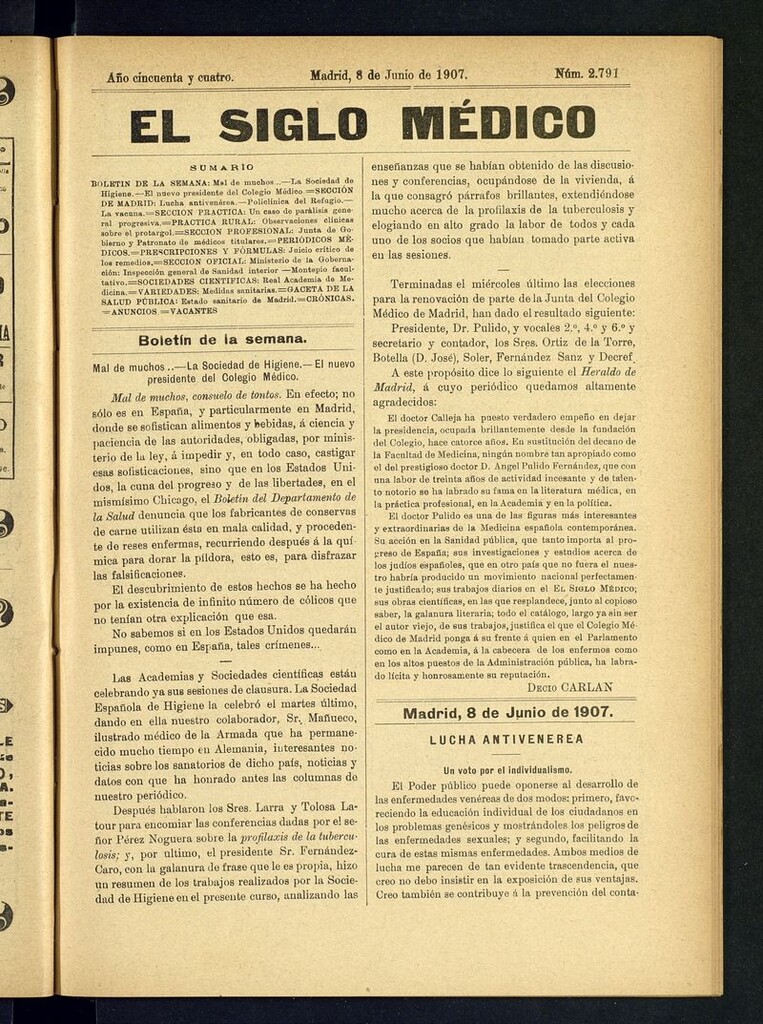 Año cincuenta y cuatro.
Madrid, 8 de Junio de 1907.
Núm. 2.791
EL SIGLO MÉDICO
SUMARIO
BOLETIN DE LA SEMANA: Mal de muchos...—La Sociedad de
Higiene.—El nuevo presidente del Colegio Médico.=SECCIÓN
DE MADRID: Lucha antivenérea.—Policlínica del Refugio.—
La vacuna.=SECCION PRACTICA: Un caso de parálisis gene-
ral progresiva.=PRACTICA RURAL: Observaciones clínicas
sobre el protargol.=SECCION PROFESIONAL: Junta de Go-
bierno y Patronato de médicos titulares.=PERIÓDICOS MÉ-
DICOS.=PRESCRIPCIONES Y FÓRMULAS: Juicio crítico de
los remedios.=SECCIÓN OFICIAL: Ministerio de la Goberna-
ción: Inspección general de Sanidad interior—Montepío facul-
tativo.=SOCIEDADES CIENTIFICAS: Real Academia de Me-
dicina.=VARIEDADES: Medidas sanitarias.=GACETA DE LA
SALUD PÚBLICA: Estado sanitario de Madrid.=CRÓNICAS.
=ANUNCIOS.=VACANTES
Boletín de la semana.
Mal de muchos...—La Sociedad de Higiene.—El nuevo
presidente del Colegio Médico.
Mal de muchos, consuelo de tontos. En efecto; no
sólo es en España, y particularmente en Madrid,
donde se sofistican alimentos y bebidas, á ciencia y
paciencia de las autoridades, obligadas, por minis-
terio de la ley, á impedir y, en todo caso, castigar
esas sofisticaciones, sino que en los Estados Uni-
dos, la cuna del progreso y de las libertades, en el
mismísimo Chicago, el Boletín del Departamento de
la Salud denuncia que los fabricantes de conservas
de carne utilizan ésta en mala calidad, y proceden-
te de reses enfermas, recurriendo después á la quí-
mica para dorar la píldora, esto es, para disfrazar
las falsificaciones.
El descubrimiento de estos hechos se ha hecho
por la existencia de infinito número de cólicos que
no tenían otra explicación que esa.
No sabemos si en los Estados Unidos quedarán
impunes, como en España, tales crímenes...
Las Academias y Sociedades científicas están
celebrando ya sus sesiones de clausura. La Sociedad
Española de Higiene la celebró el martes último,
dando en ella nuestro colaborador, Sr. Mañueco,
ilustrado médico de la Armada que ha permane-
cido mucho tiempo en Alemania, interesantes no-
ticias sobre los sanatorios de dicho país, noticias y
datos con que ha honrado antes las columnas de
nuestro periódico.
Después hablaron los Sres. Larra y Tolosa La-
tour para encomiar las conferencias dadas por el se-
ñor Pérez Noguera sobre la profilaxis de la tubercu-
losis; y, por último, el presidente Sr. Fernández-
Caro, con la galanura de frase que le es propia, hizo
un resumen de los trabajos realizados por la Socie-
dad de Higiene en el presente curso, analizando las
enseñanzas que se habían obtenido de las discusio-
nes y conferencias, ocupándose de la vivienda, á
la que consagró párrafos brillantes, extendiéndose
mucho acerca de la profilaxis de la tuberculosis y
elogiando en alto grado la labor de todos y cada
uno de los socios que habían tomado parte activa
en las sesiones.
Terminadas el miércoles último las elecciones
para la renovación de parte de la Junta del Colegio
Médico de Madrid, han dado el resultado siguiente:
Presidente, Dr. Pulido, y vocales 2.º, 4.º y 6.º y
secretario y contador, los Sres. Ortiz de la Torre,
Botella (D. José), Soler, Fernández Sanz y Decref.
A este propósito dice lo siguiente el Heraldo de
Madrid, á cuyo periódico quedamos altamente
agradecidos:
El doctor Calleja ha puesto verdadero empeño en dejar
la presidencia, ocupada brillantemente desde la fundación
del Colegio, hace catorce años. En sustitución del decano de
la Facultad de Medicina, ningún nombre tan apropiado como
el del prestigioso doctor D. Angel Pulido Fernández, que con
una labor de treinta años de actividad incesante y de talen-
to notorio se ha labrado su fama en la literatura médica, en
la práctica profesional, en la Academia y en la política.
El doctor Pulido es una de las figuras más interesantes
y extraordinarias de la Medicina española contemporánea.
Su acción en la Sanidad pública, que tanto importa al pro-
greso de España; sus investigaciones y estudios acerca de
los judíos españoles, que en otro país que no fuera el nues-
tro habría producido un movimiento nacional perfectamen-
te justificado; sus trabajos diarios en el EL SIGLO MÉDICO;
sus obras científicas, en las que resplandece, junto al copioso
saber, la galanura literaria; todo el catálogo, largo ya sin ser
el autor viejo, de sus trabajos, justifica el que el Colegio Mé-
dico de Madrid ponga á su frente á quien en el Parlamento
como en la Academia, á la cabecera de los enfermos como
en los altos puestos de la Administración pública, ha labra-
do lícita y honrosamente su reputación.
DECIO CARLAN
Madrid, 8 de Junio de 1907.
LUCHA ANTIVENEREA
Un voto por el individualismo.
El Poder público puede oponerse al desarrollo de
las enfermedades venéreas de dos modos: primero, favo-
reciendo la educación individual de los ciudadanos en
los problemas genésicos y mostrándoles los peligros de
las enfermedades sexuales; y segundo, facilitando la
cura de estas mismas enfermedades. Ambos medios de
lucha me parecen de tan evidente trascendencia, que
creo no debo insistir en la exposición de sus ventajas.
Creo también se contribuye á la prevención del conta-